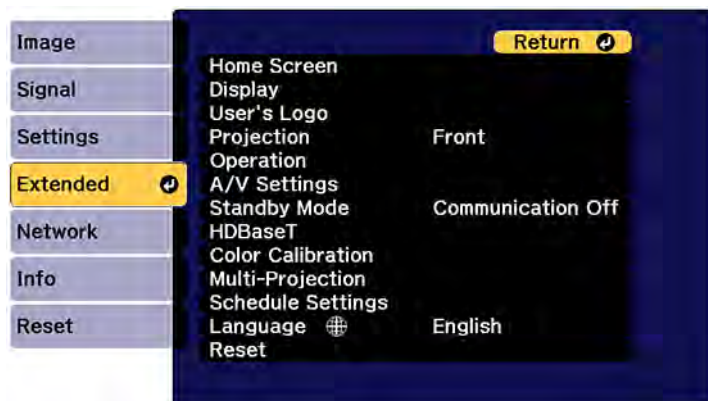 Image
Signal
Settings
Extended
Network
Info
Reset
Return
Home Screen
Display
User's Logo
Projection Front
Operation
A/V Settings
Standby Mode Communication Off
HDBaseT
Color Calibration
Multi-Projection
Schedule Settings
Language English
Reset